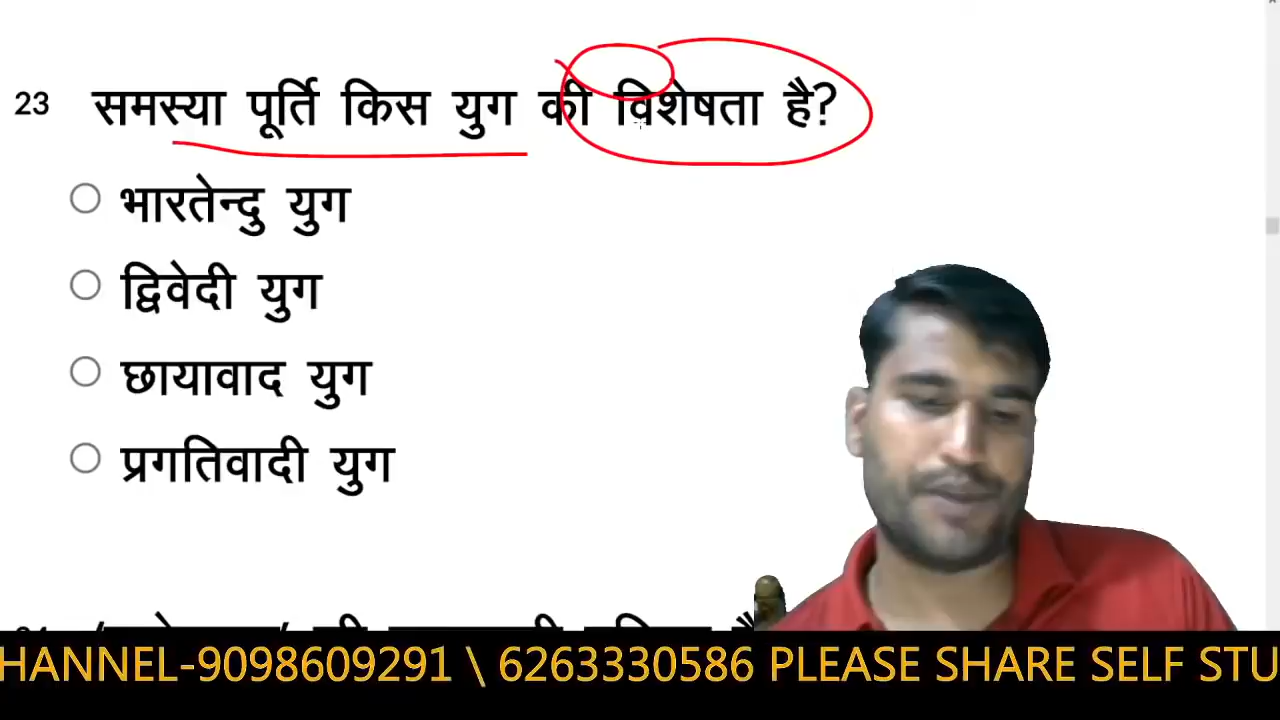 23 समस्या पूर्ति किस युग की विशेषता है?
भारतेन्दु युग
द्विवेदी युग
छायावाद युग
प्रगतिवादी युग
HANNEL-9098609291 \ 6263330586 PLEASE SHARE SELF STU